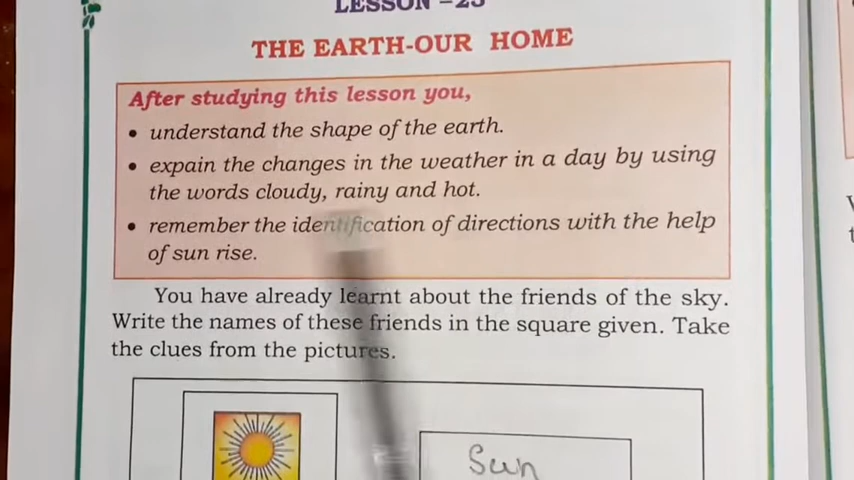 LESSON -23
THE EARTH-OUR HOME
After studying this lesson you,
• understand the shape of the earth.
• expain the changes in the weather in a day by using
the words cloudy, rainy and hot.
• remember the identification of directions with the help
of sun rise.
You have already learnt about the friends of the sky.
Write the names of these friends in the square given. Take
the clues from the pictures.
Sun